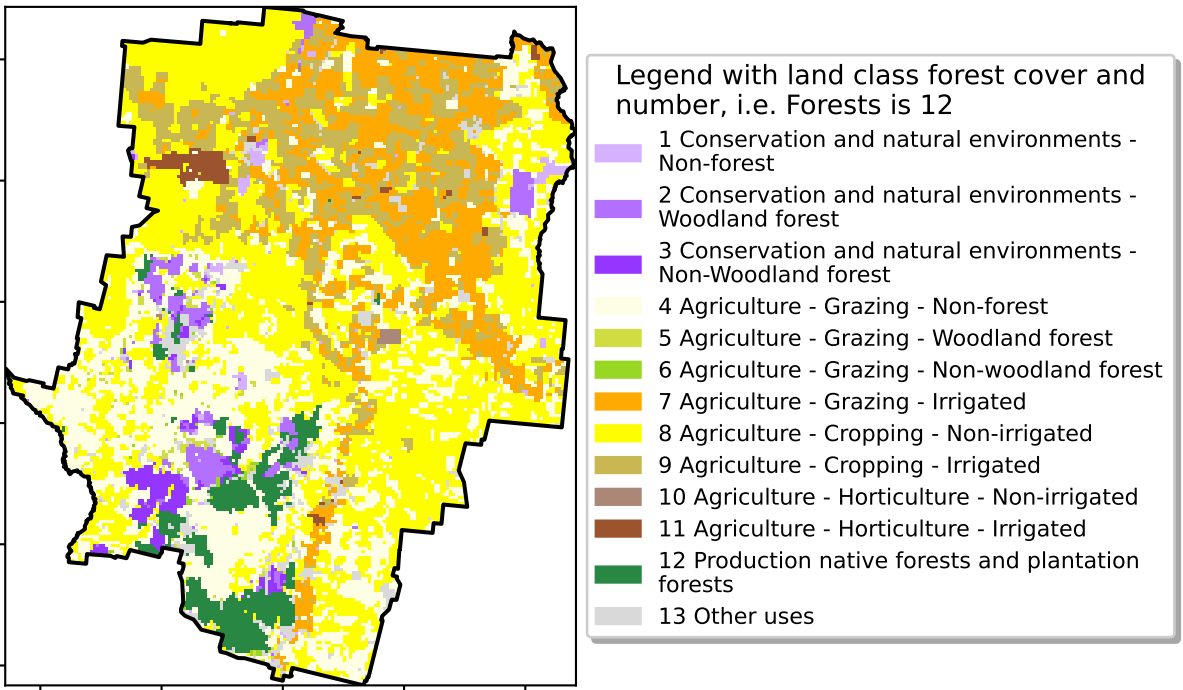 Legend with land class forest cover and
number, i.e. Forests is 12
1 Conservation and natural environments -
Non-forest
2 Conservation and natural environments -
Woodland forest
3 Conservation and natural environments -
Non-Woodland forest
4 Agriculture - Grazing - Non-forest
5 Agriculture - Grazing - Woodland forest
6 Agriculture - Grazing - Non-woodland forest
7 Agriculture - Grazing - Irrigated
8 Agriculture - Cropping - Non-irrigated
9 Agriculture - Cropping - Irrigated
10 Agriculture - Horticulture - Non-irrigated
11 Agriculture - Horticulture - Irrigated
12 Production native forests and plantation
forests
13 Other uses